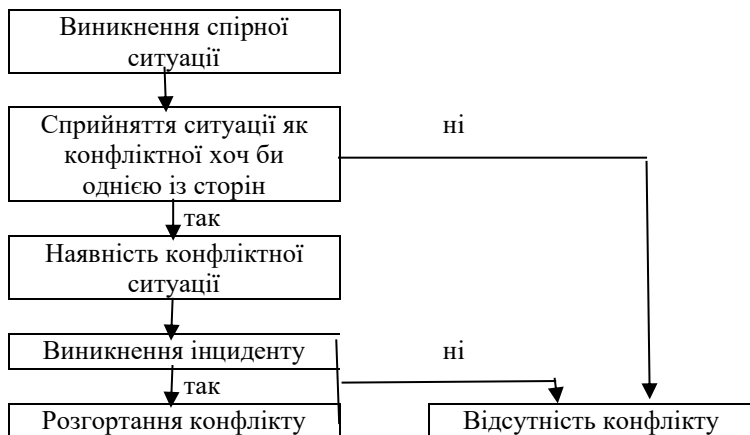 Виникнення спірної
ситуації
Сприйняття ситуації як
конфліктної хоч би
однією із сторін
ні
так
Наявність конфліктної
ситуації
Виникнення інциденту
ні
так
Розгортання конфлікту
Відсутність конфлікту